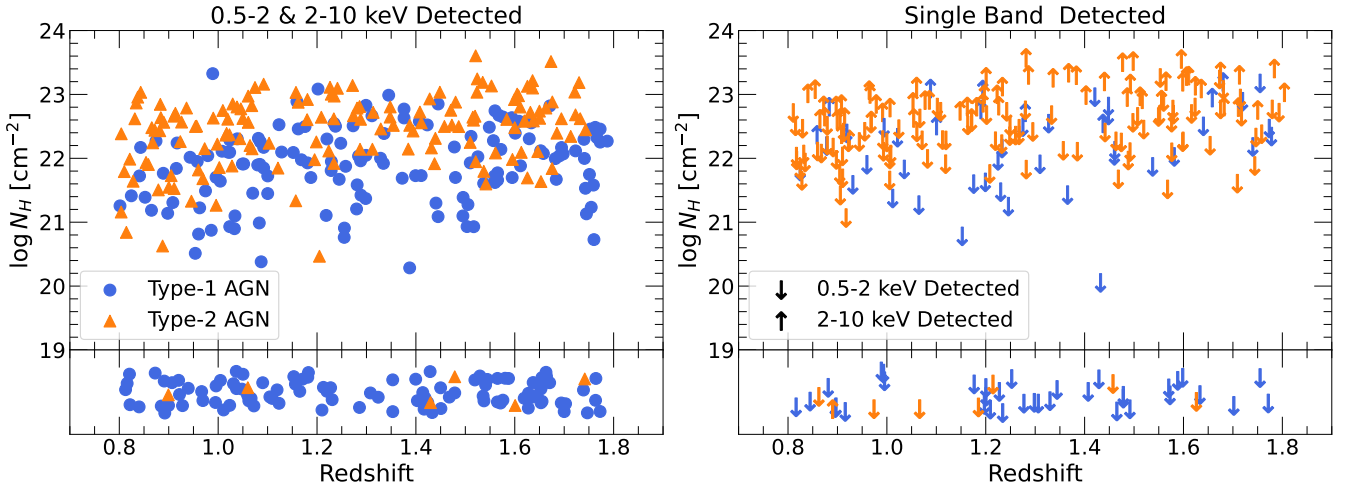 0.5-2 & 2-10 keV Detected
24
23
22
21
20
19
log N_H [cm⁻²]
Type-1 AGN
Type-2 AGN
0.8 1.0 1.2 1.4 1.6 1.8
Redshift
Single Band Detected
24
23
22
21
20
19
log N_H [cm⁻²]
0.5-2 keV Detected
2-10 keV Detected
0.8 1.0 1.2 1.4 1.6 1.8
Redshift